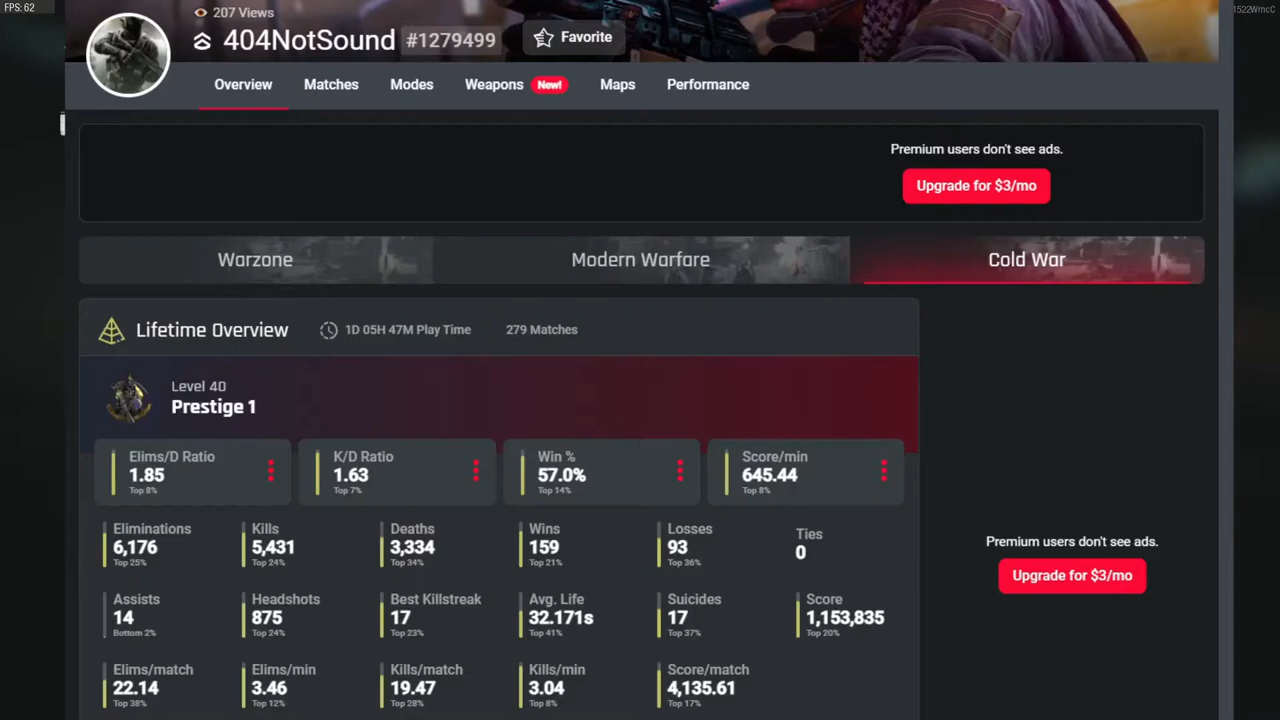 FPS: 62
1522WmcC
207 Views
404NotSound #1279499
Favorite
Overview Matches Modes Weapons New! Maps Performance
Premium users don't see ads.
Upgrade for $3/mo
Warzone Modern Warfare Cold War
Lifetime Overview 1D 05H 47M Play Time 279 Matches
Level 40
Prestige 1
Elims/D Ratio K/D Ratio Win % Score/min
1.85 1.63 57.0% 645.44
Top 8% Top 7% Top 14% Top 8%
Eliminations Kills Deaths Wins Losses Ties
6,176 5,431 3,334 159 93 0
Top 25% Top 24% Top 34% Top 21% Top 36%
Premium users don't see ads.
Upgrade for $3/mo
Assists Headshots Best Killstreak Avg. Life Suicides Score
14 875 17 32.171s 17 1,153,835
Bottom 2% Top 24% Top 23% Top 41% Top 37% Top 20%
Elims/match Elims/min Kills/match Kills/min Score/match
22.14 3.46 19.47 3.04 4,135.61
Top 38% Top 12% Top 28% Top 8% Top 17%